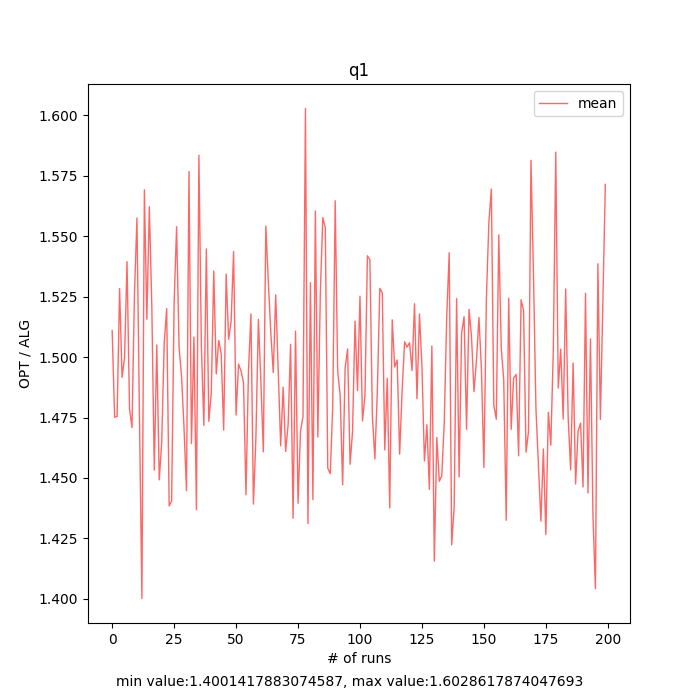 q1
mean
1.600
1.575
1.550
1.525
1.500
1.475
1.450
1.425
1.400
OPT / ALG
0 25 50 75 100 125 150 175 200
# of runs
min value:1.4001417883074587, max value:1.6028617874047693